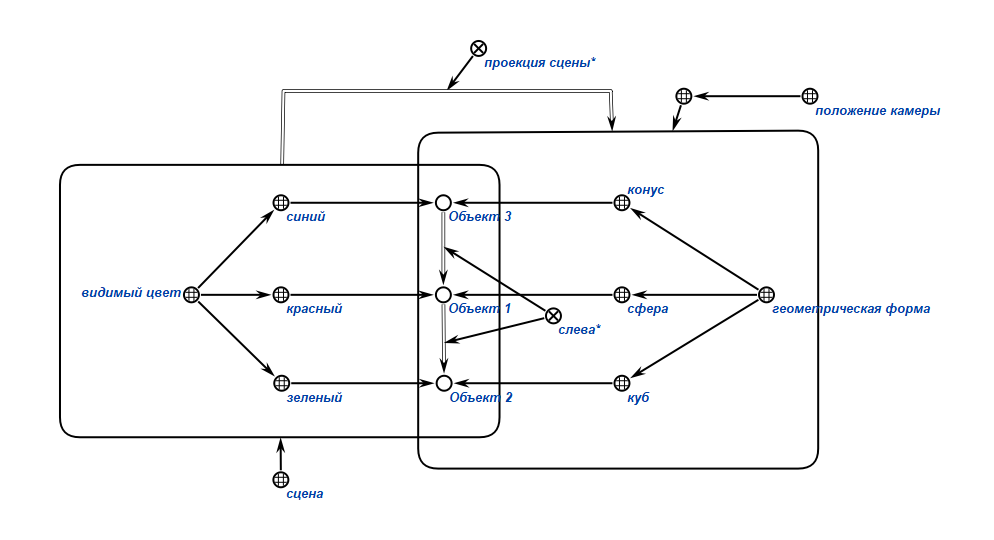 проекция сцены*
положение камеры
конус
синий
Объект 3
видимый цвет
красный
Объект 1
сфера
геометрическая форма
слева*
зеленый
Объект 2
куб
сцена